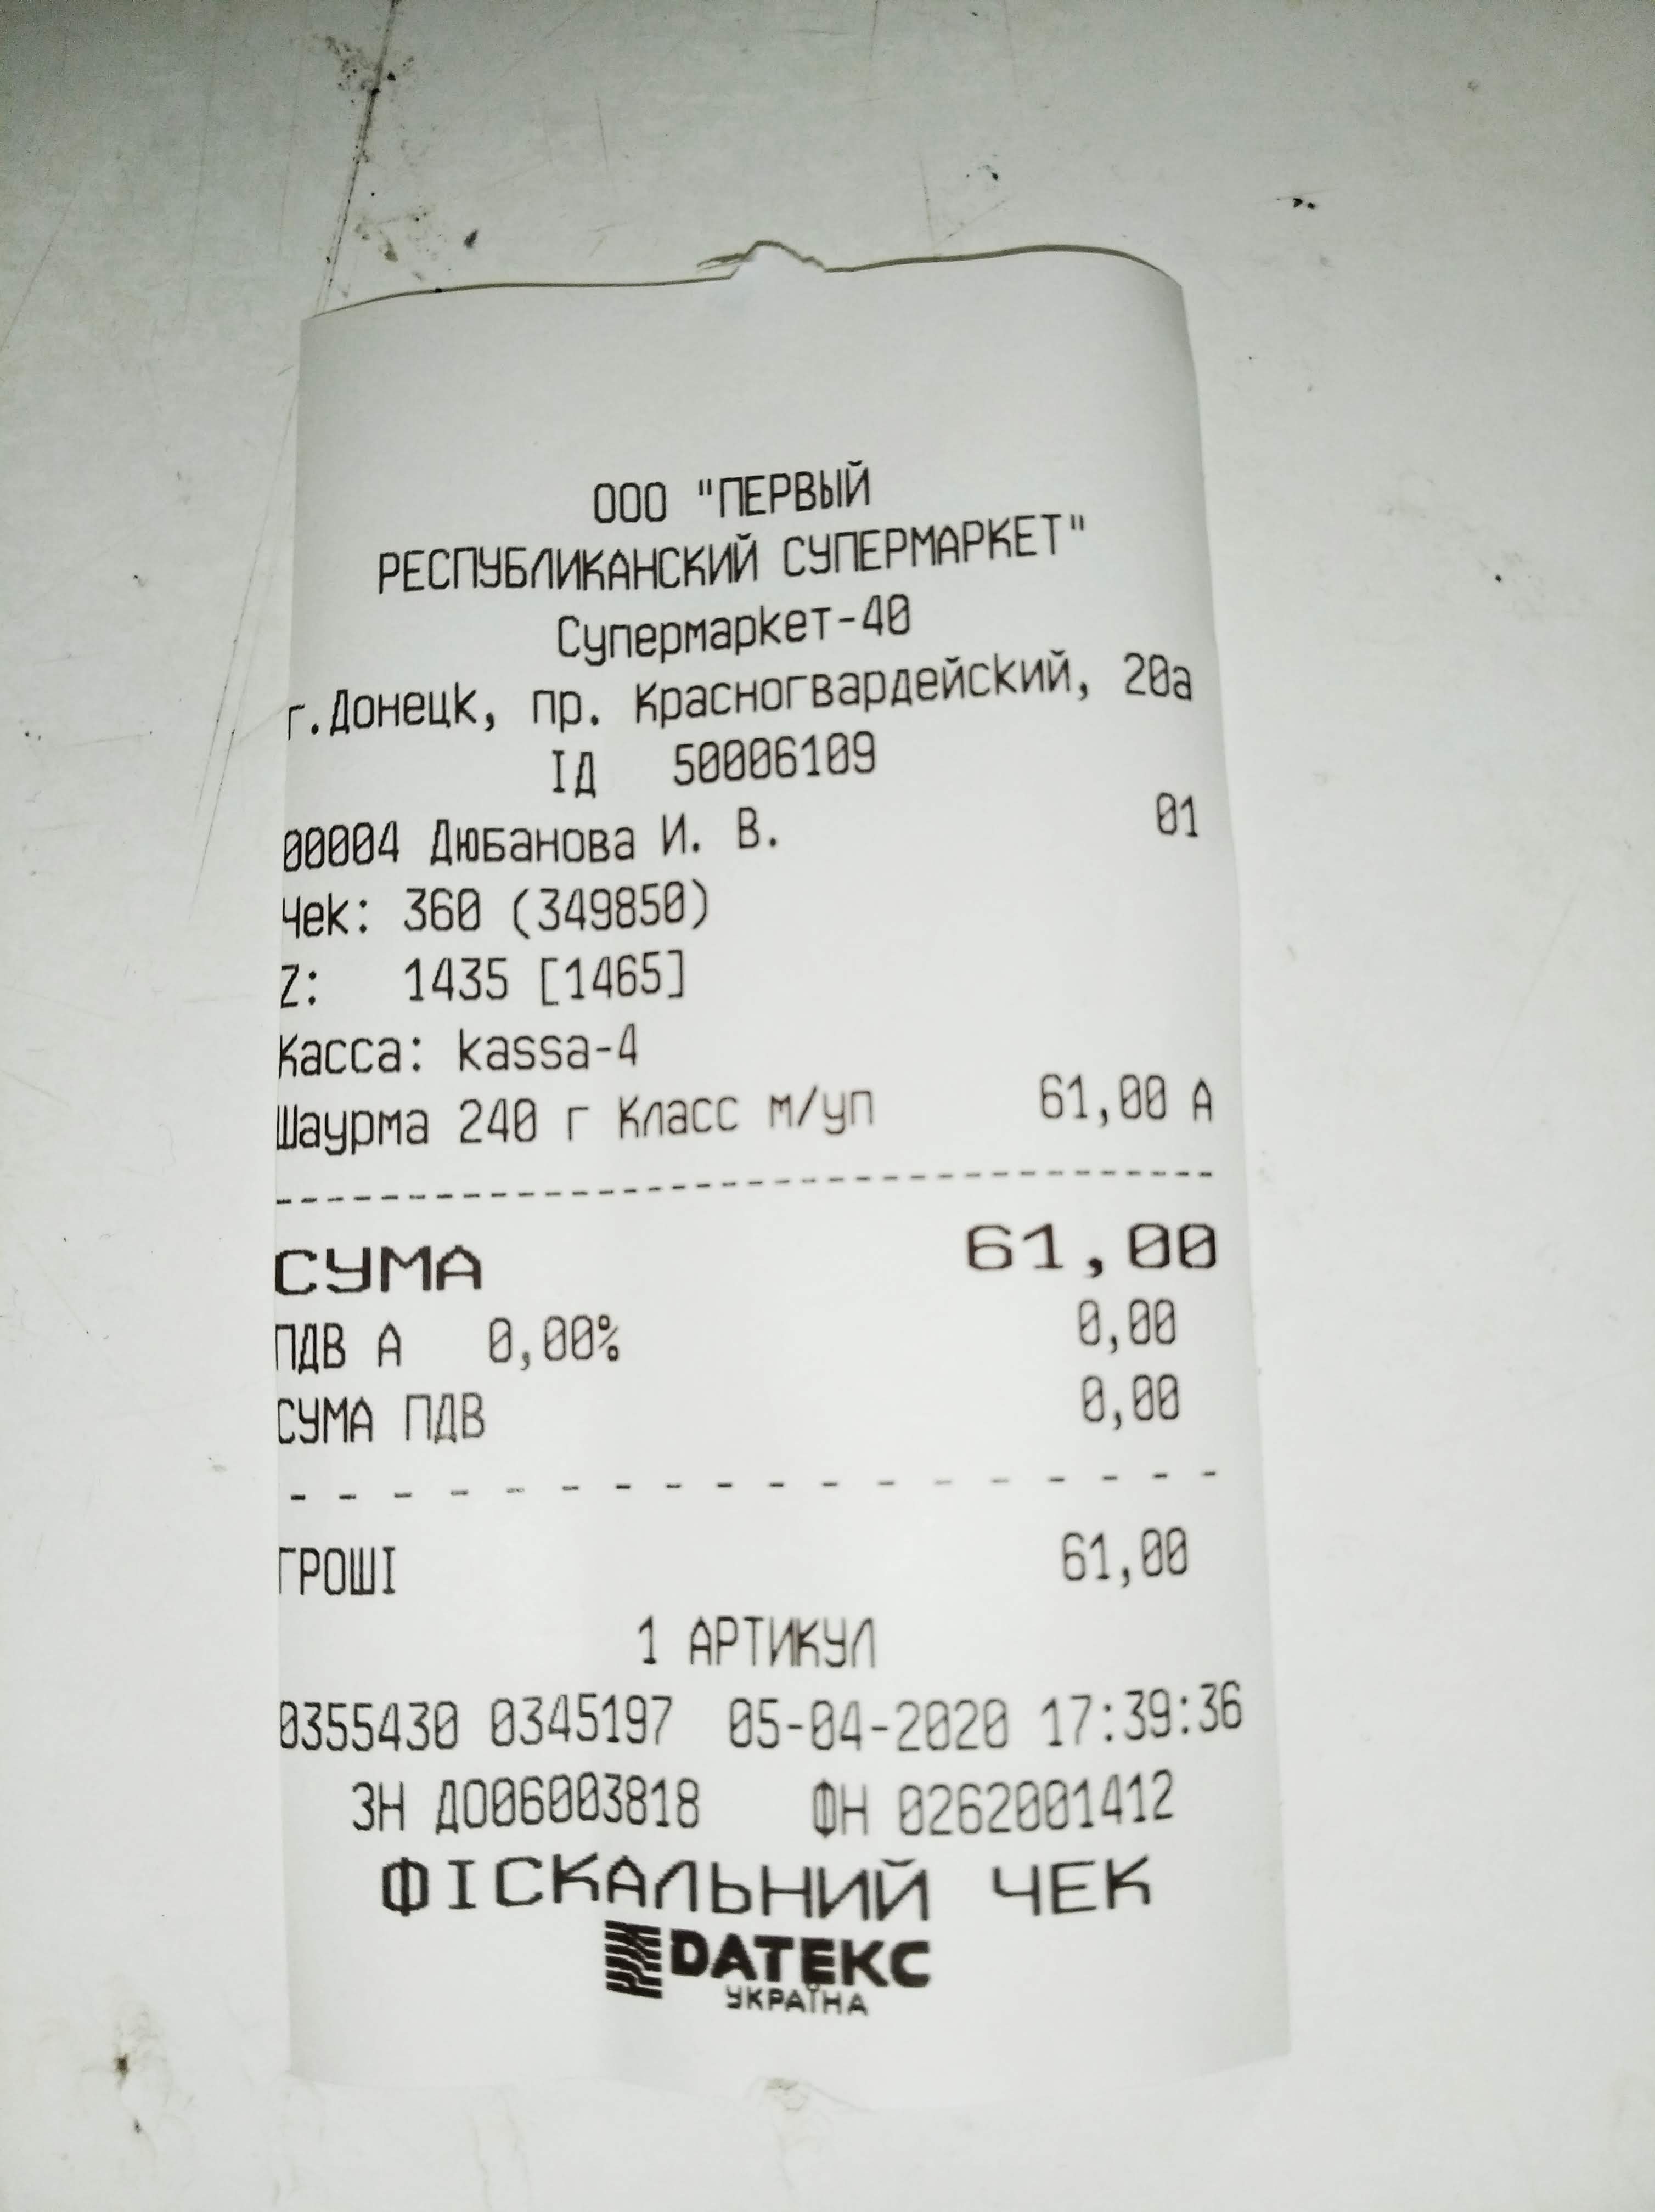 ООО "ПЕРВЫЙ
РЕСПУБЛИКАНСКИЙ СУПЕРМАРКЕТ"
Супермаркет-40
г.Донецк, пр. Красногвардейский, 20а
ІД 50006109
00004 Дюбанова И. В. 01
Чек: 360 (349850)
Z: 1435 [1465]
Касса: kassa-4
Шаурма 240 г Класс м/уп 61,00 А
СУМА 61,00
ПДВ А 0,00% 0,00
СУМА ПДВ 0,00
ГРОШІ 61,00
1 АРТИКУЛ
0355430 0345197 05-04-2020 17:39:36
ЗН ДО06003818 ФН 0262001412
ФІСКАЛЬНИЙ ЧЕК
DATEКС
УКРАЇНА